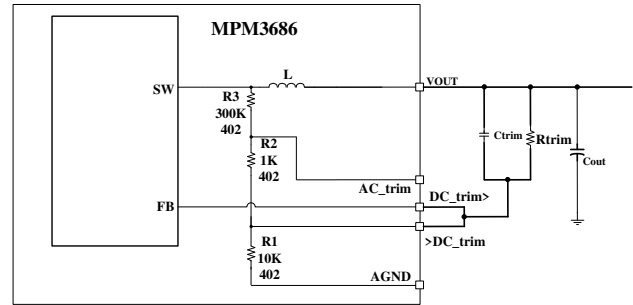 MPM3686
L
SW
VOUT
R3
300K
402
Ctrim
Rtrim
R2
1K
402
Cout
AC_trim
DC_trim>
FB
>DC_trim
R1
10K
402
AGND